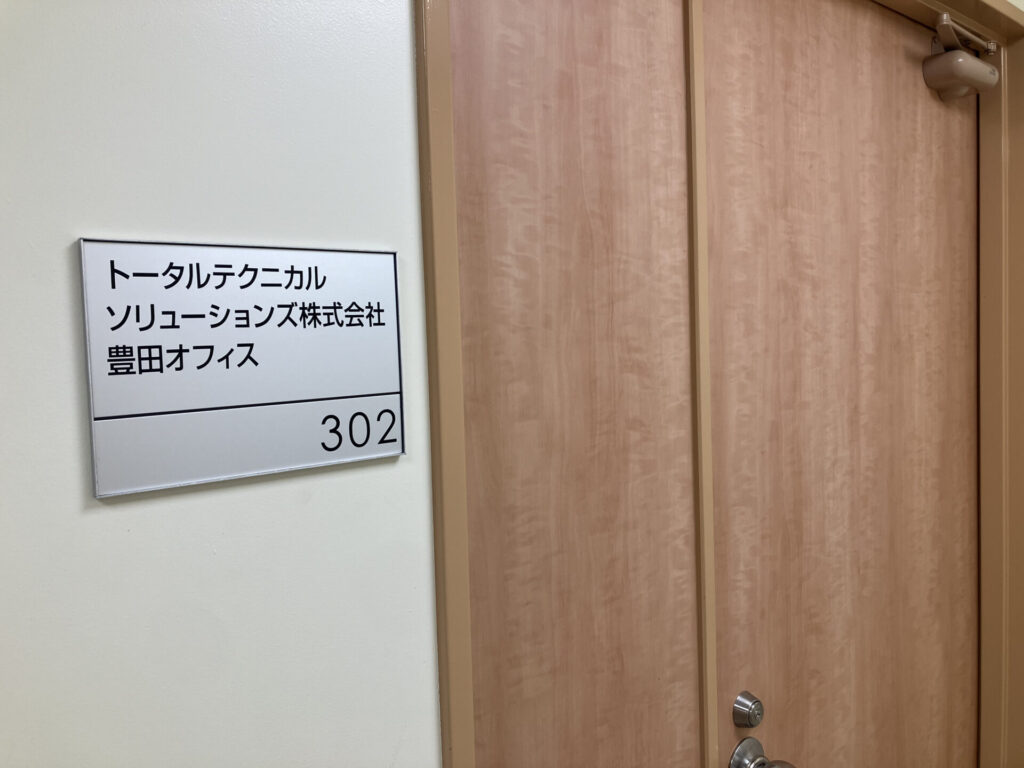 トータルテクニカル
ソリューションズ株式会社
豊田オフィス
302